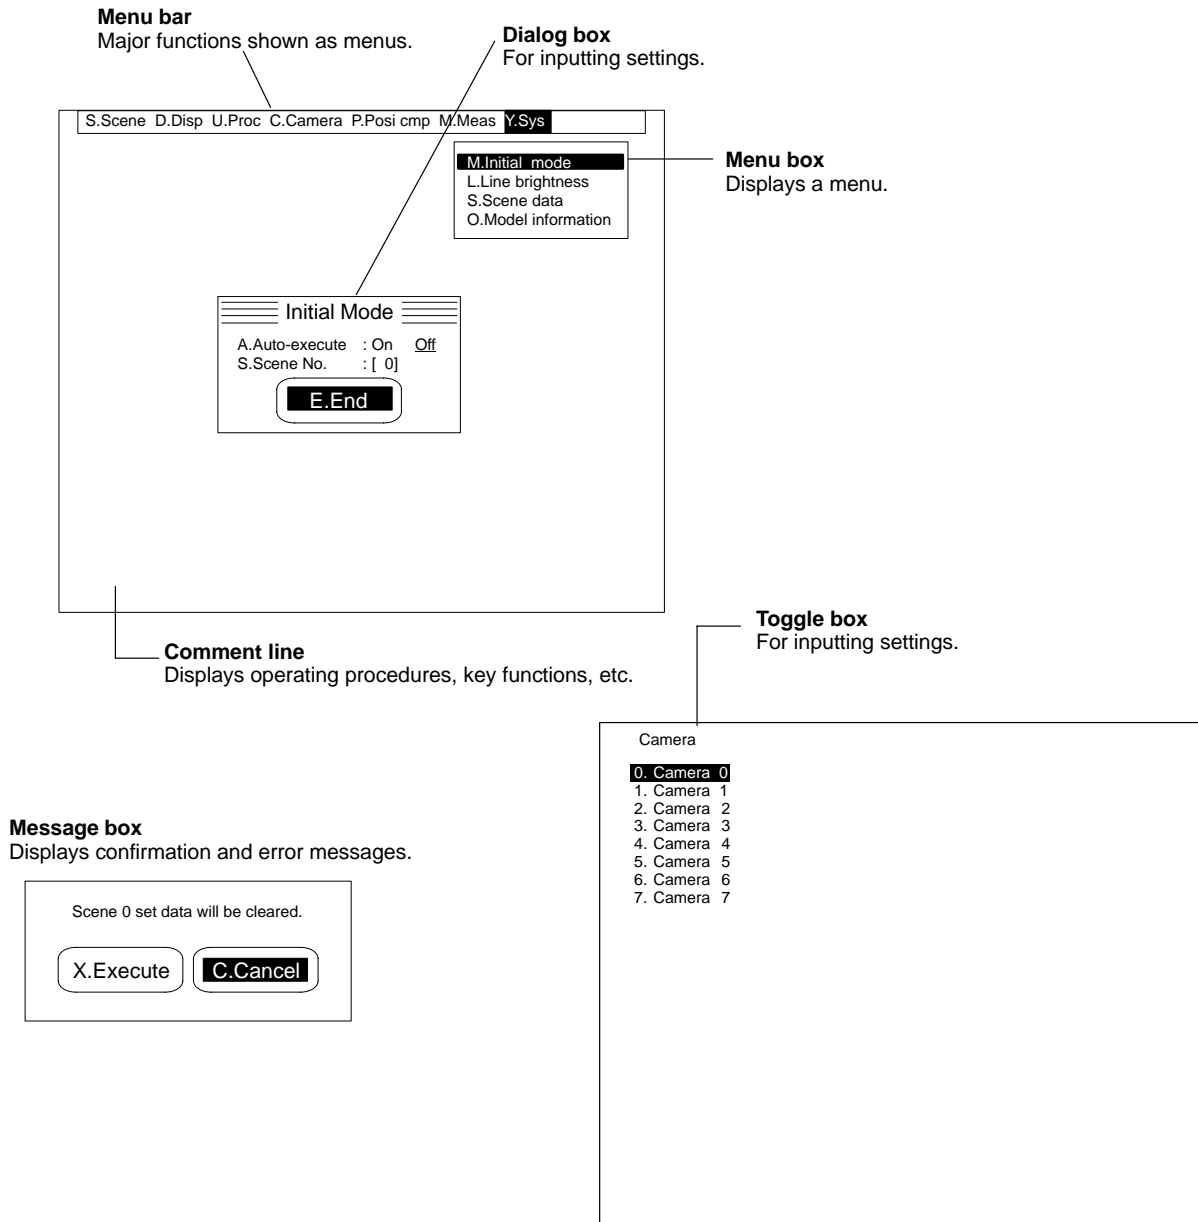 Menu bar
Major functions shown as menus.
Dialog box
For inputting settings.
S.Scene D.Disp U.Proc C.Camera P.Posi cmp M.Meas Y.Sys
M.Initial mode
L.Line brightness
S.Scene data
O.Model information
Menu box
Displays a menu.
Initial Mode
A.Auto-execute : On Off
S.Scene No. : [ 0]
E.End
Comment line
Displays operating procedures, key functions, etc.
Toggle box
For inputting settings.
Camera
0. Camera 0
1. Camera 1
2. Camera 2
3. Camera 3
4. Camera 4
5. Camera 5
6. Camera 6
7. Camera 7
Message box
Displays confirmation and error messages.
Scene 0 set data will be cleared.
X.Execute C.Cancel